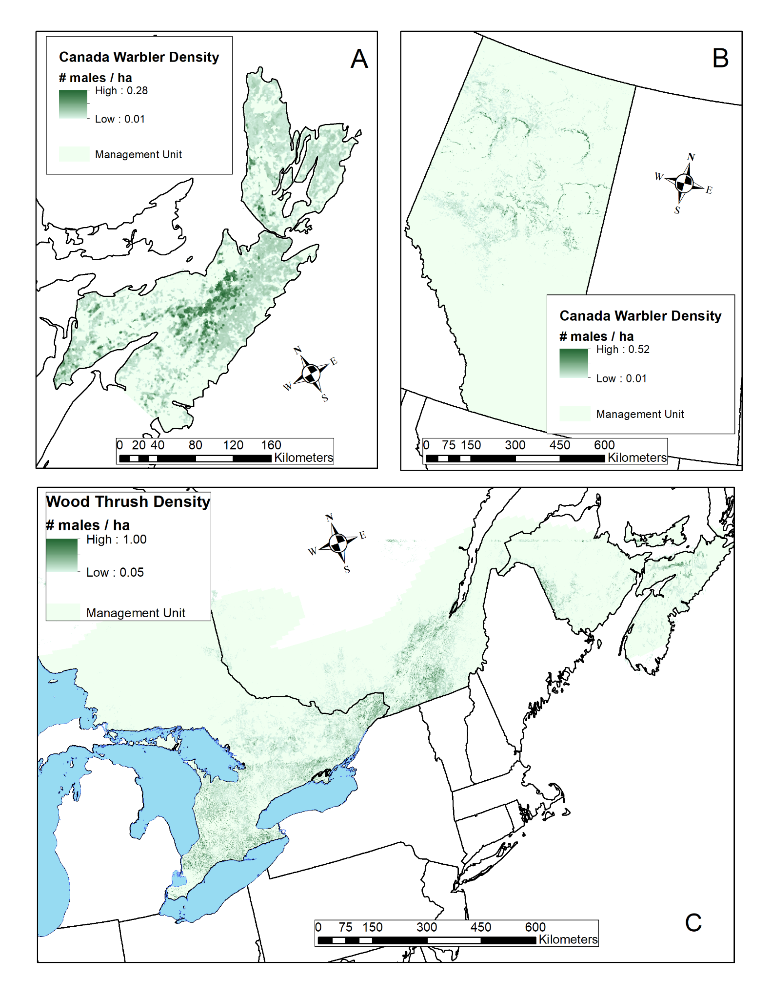 A
Canada Warbler Density
# males / ha
High : 0.28
Low : 0.01
Management Unit
N
E
W
S
0 20 40 80 120 160
Kilometers
B
N
W
E
S
Canada Warbler Density
# males / ha
High : 0.52
Low : 0.01
Management Unit
0 75 150 300 450 600
Kilometers
Wood Thrush Density
# males / ha
High : 1.00
Low : 0.05
Management Unit
N
E
W
S
C
0 75 150 300 450 600
Kilometers